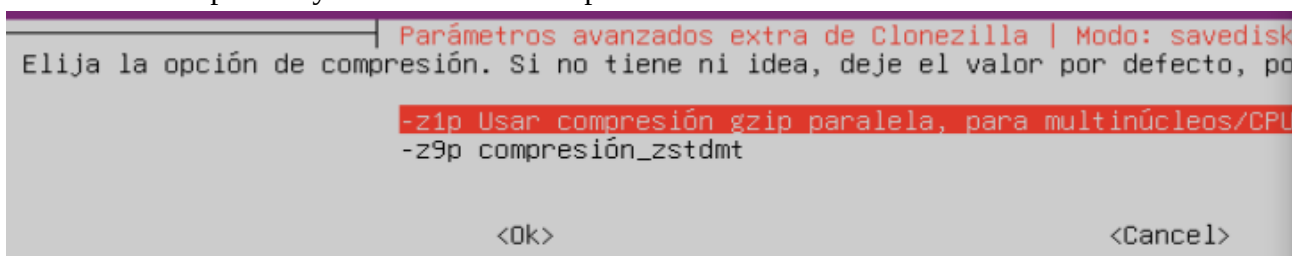 Parámetros avanzados extra de Clonezilla | Modo: savedisk
Elija la opción de compresión. Si no tiene ni idea, deje el valor por defecto, po
-z1p Usar compresión gzip paralela, para multinúcleos/CPU
-z9p compresión_zstdmt
<Ok> <Cancel>